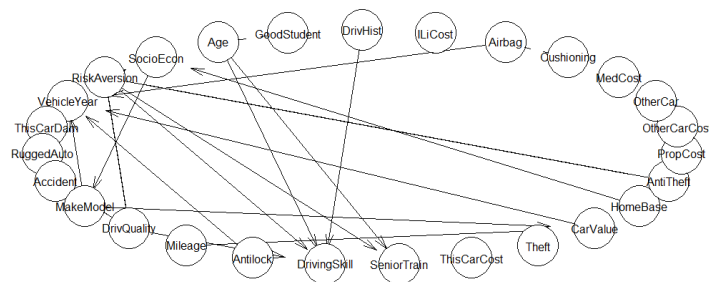 Age
GoodStudent
DrivHist
ILiCost
Airbag
SocioEcon
Cushioning
RiskAversion
MedCost
VehicleYear
OtherCar
ThisCarDam
OtherCarCos
RuggedAuto
PropCost
Accident
AntiTheft
MakeModel
HomeBase
DrivQuality
CarValue
Mileage
Theft
Antilock
DrivingSkill
SeniorTrain
ThisCarCost